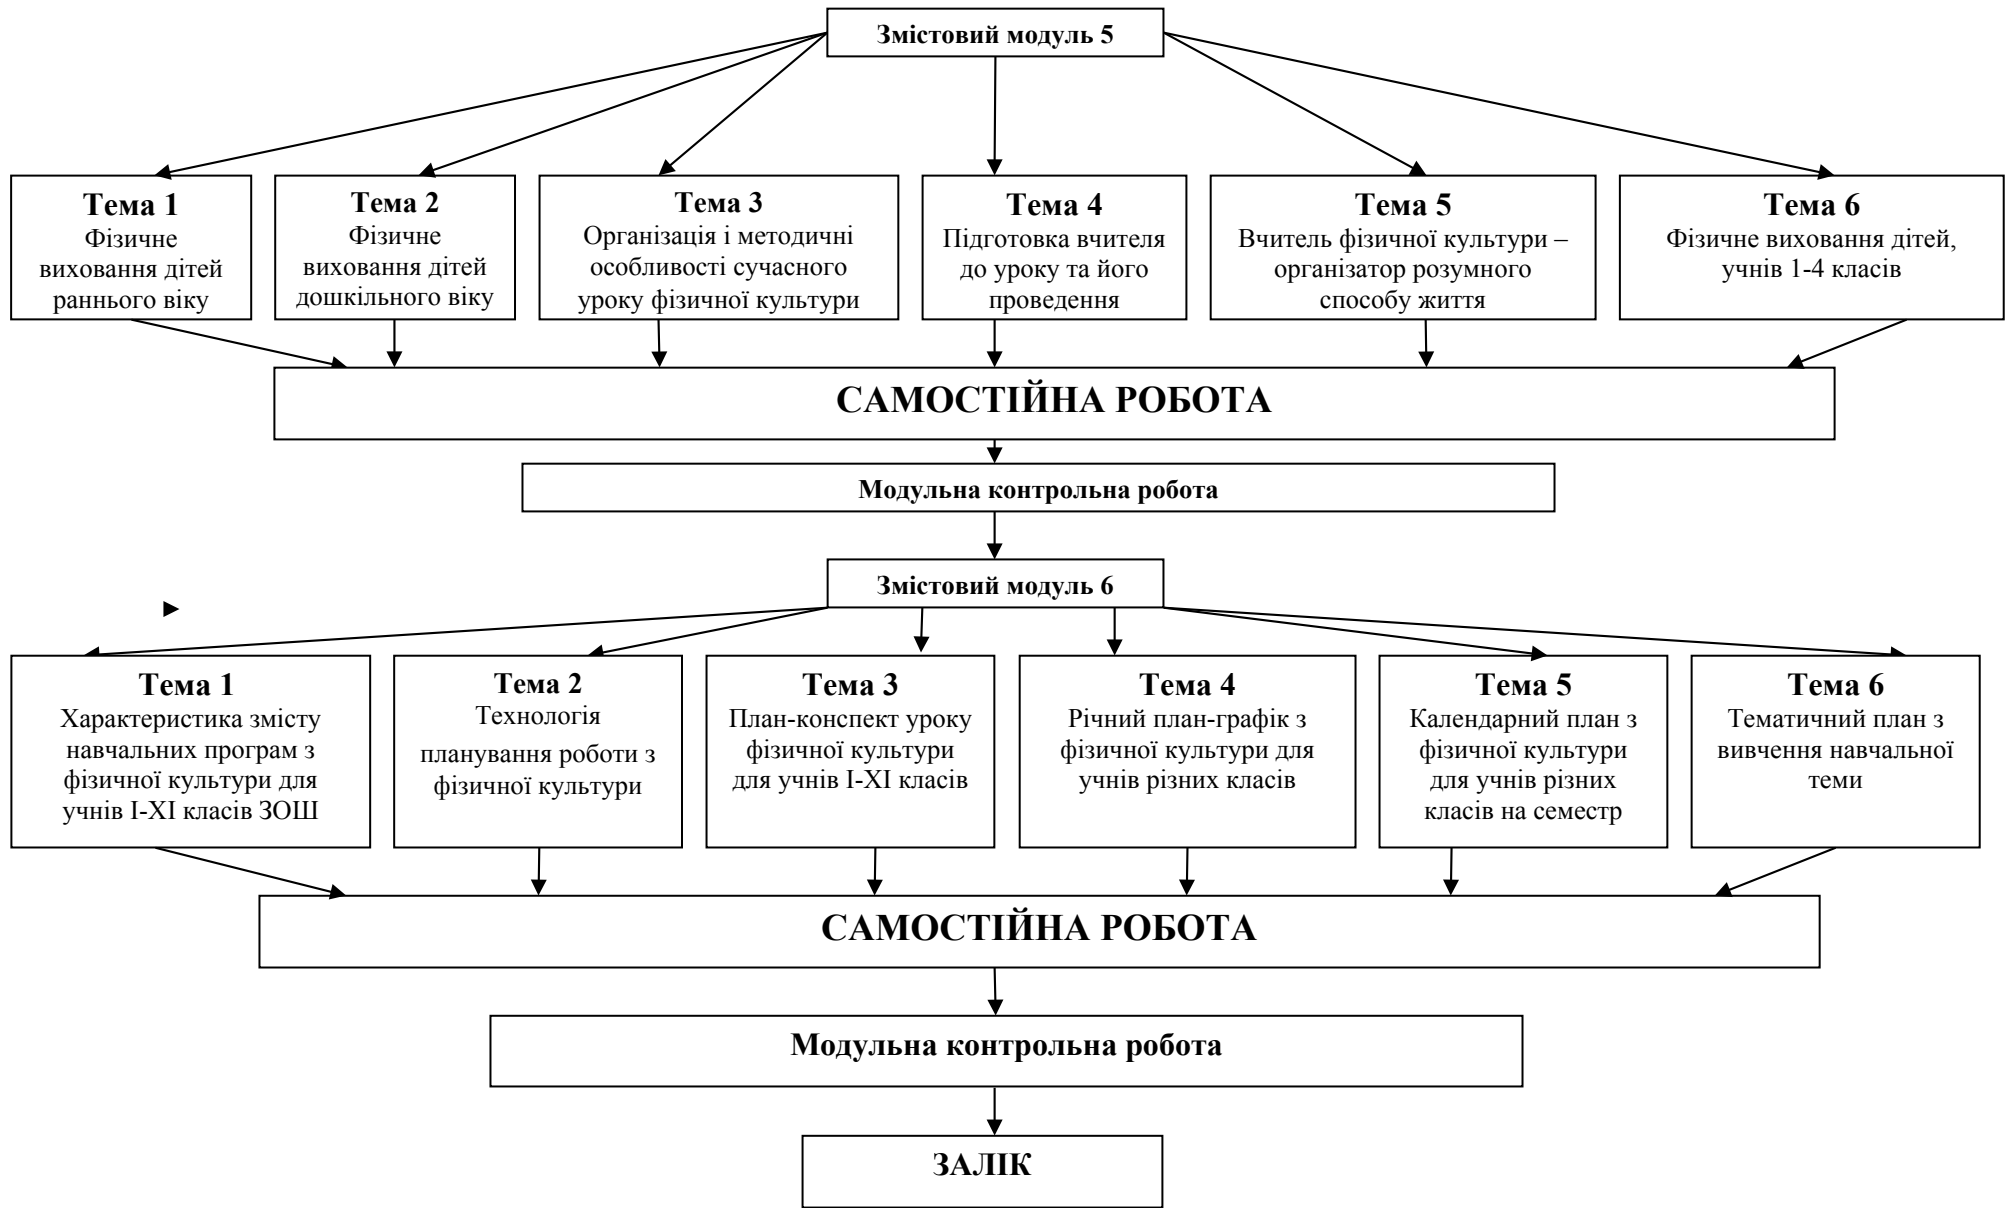 Змістовий модуль 5
Тема 1
Фізичне
виховання дітей
раннього віку
Тема 2
Фізичне
виховання дітей
дошкільного віку
Тема 3
Організація і методичні
особливості сучасного
уроку фізичної культури
Тема 4
Підготовка вчителя
до уроку та його
проведення
Тема 5
Вчитель фізичної культури –
організатор розумного
способу життя
Тема 6
Фізичне виховання дітей,
учнів 1-4 класів
САМОСТІЙНА РОБОТА
Модульна контрольна робота
Змістовий модуль 6
Тема 1
Характеристика змісту
навчальних програм з
фізичної культури для
учнів І-ХІ класів ЗОШ
Тема 2
Технологія
планування роботи з
фізичної культури
Тема 3
План-конспект уроку
фізичної культури
для учнів І-ХІ класів
Тема 4
Річний план-графік з
фізичної культури для
учнів різних класів
Тема 5
Календарний план з
фізичної культури
для учнів різних
класів на семестр
Тема 6
Тематичний план з
вивчення навчальної
теми
САМОСТІЙНА РОБОТА
Модульна контрольна робота
ЗАЛІК